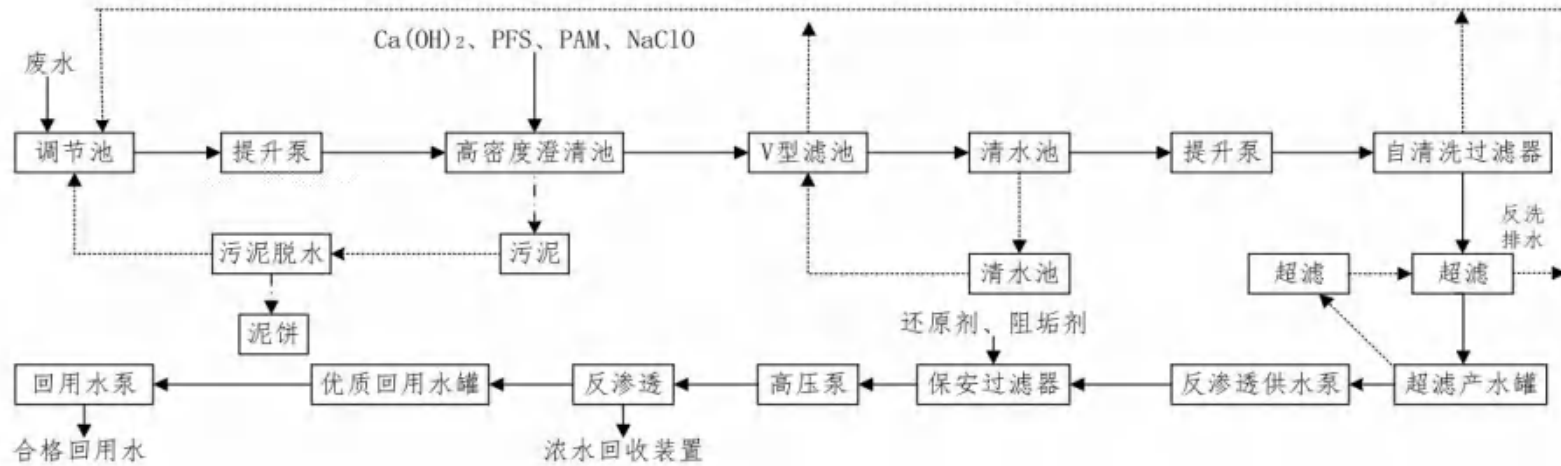 Ca(OH)₂、PFS、PAM、NaClO
废水
调节池
提升泵
高密度澄清池
V型滤池
清水池
提升泵
自清洗过滤器
反洗
排水
污泥脱水
污泥
清水池
超滤
超滤
泥饼
还原剂、阻垢剂
回用水泵
优质回用水罐
反渗透
高压泵
保安过滤器
反渗透供水泵
超滤产水罐
合格回用水
浓水回收装置